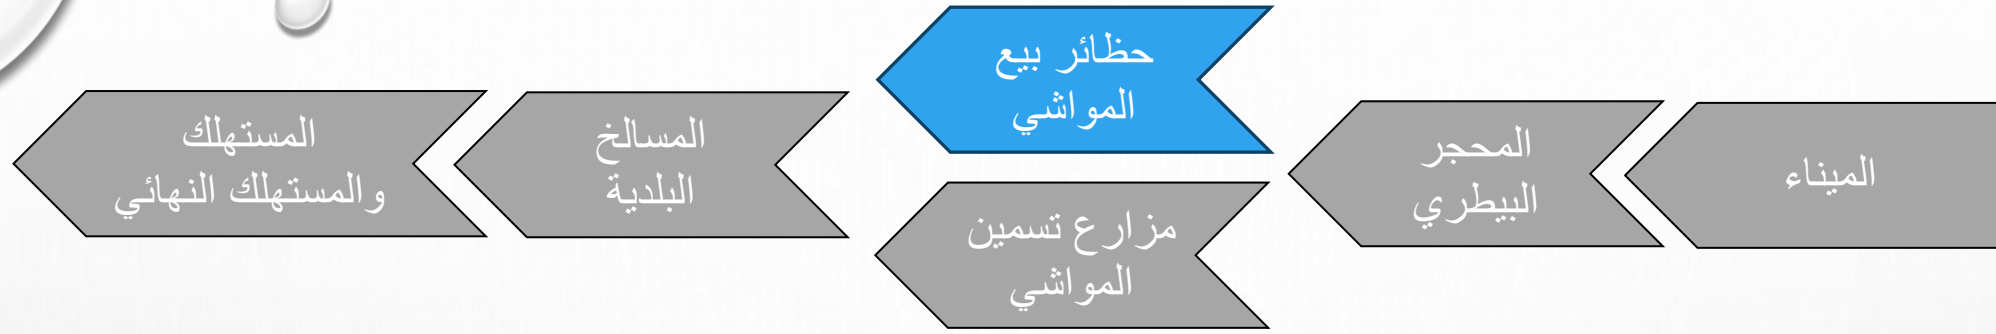 الميناء
المحجر
البيطري
حظائر بيع
المواشي
مزارع تسمين
المواشي
المسالخ
البلدية
المستهلك
والمستهلك النهائي